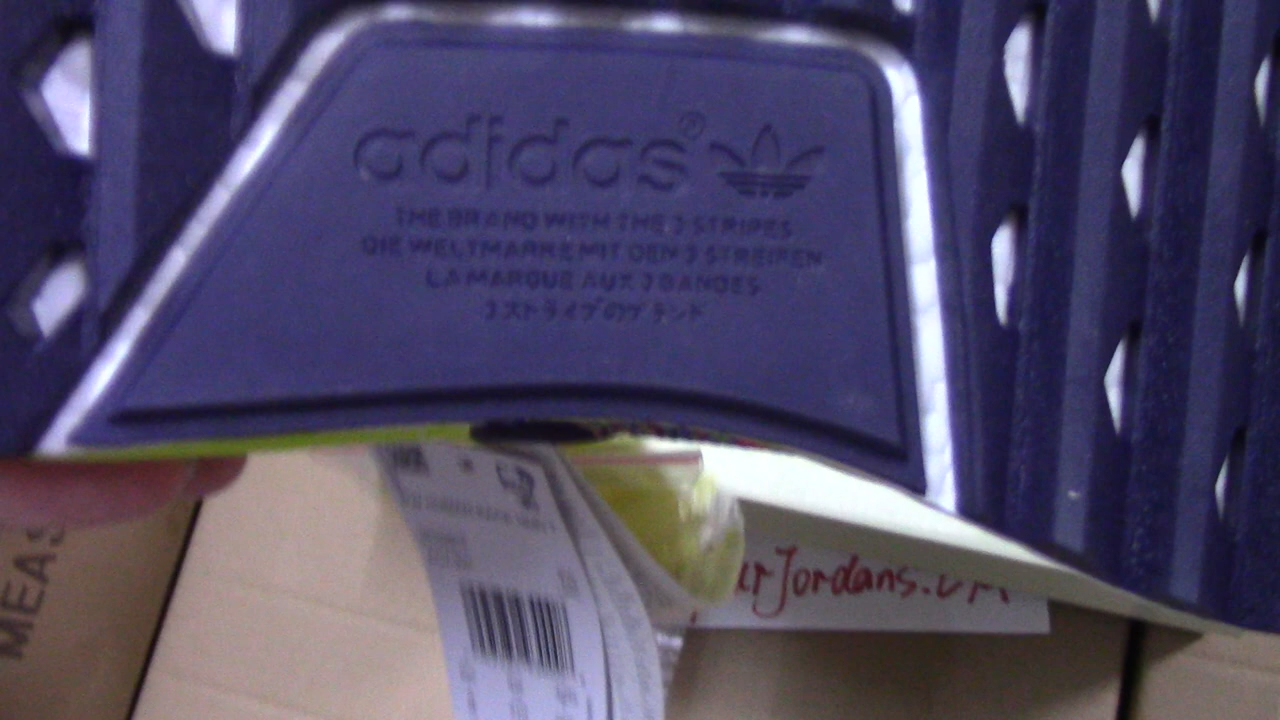 adidas®
THE BRAND WITH THE 3 STRIPES
DIE WELTMARKE MIT DEN 3 STREIFEN
LA MARQUE AUX 3 BANDES
3ストライプのブランド
MEAS
Jordans.